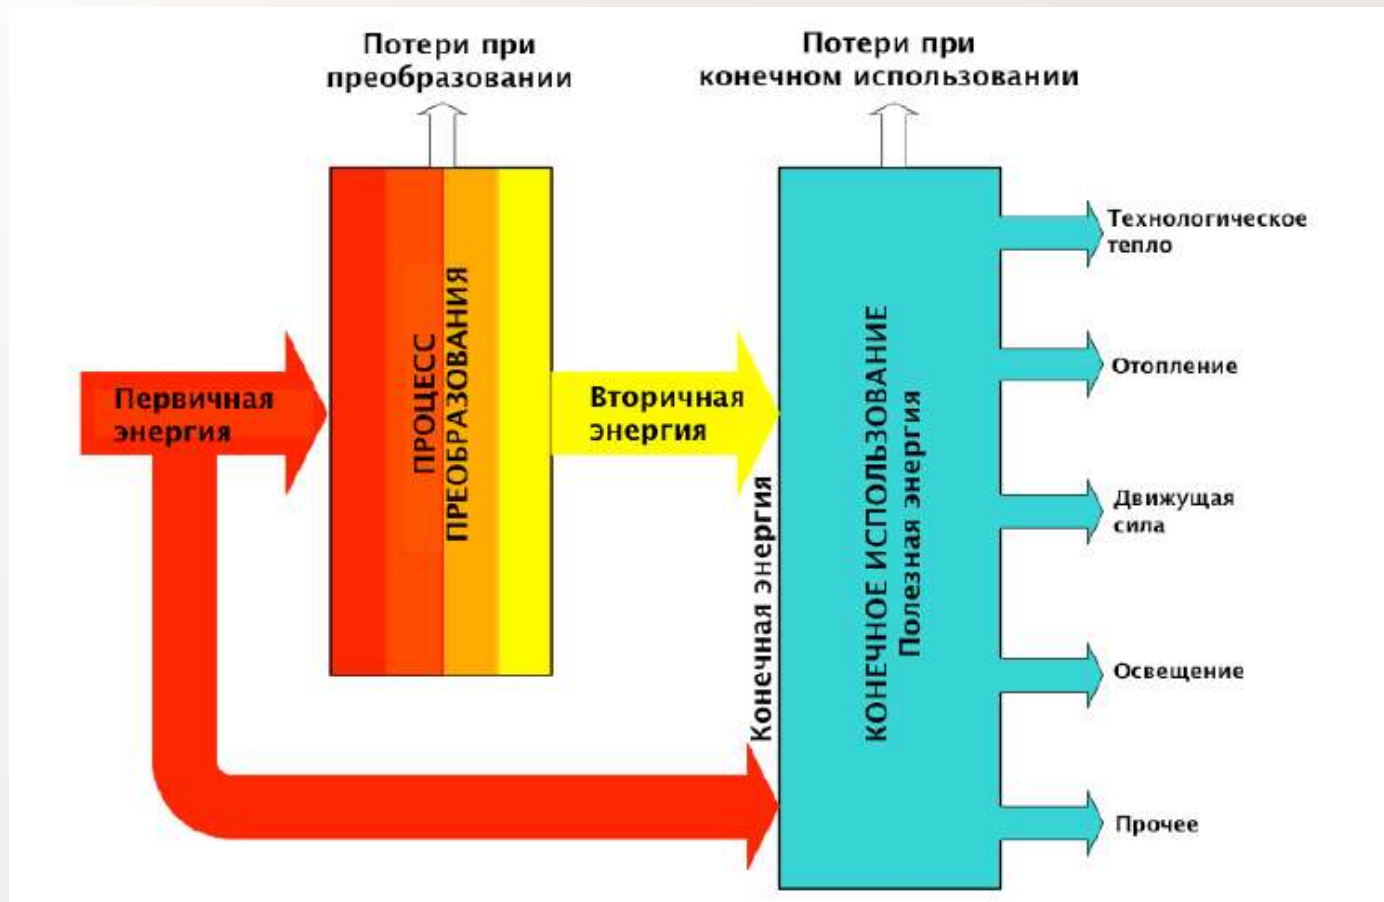 Потери при
преобразовании
Потери при
конечном использовании
Первичная
энергия
ПРОЦЕСС
ПРЕОБРАЗОВАНИЯ
Вторичная
энергия
Конечная энергия
КОНЕЧНОЕ ИСПОЛЬЗОВАНИЕ
Полезная энергия
Технологическое
тепло
Отопление
Движущая
сила
Освещение
Прочее